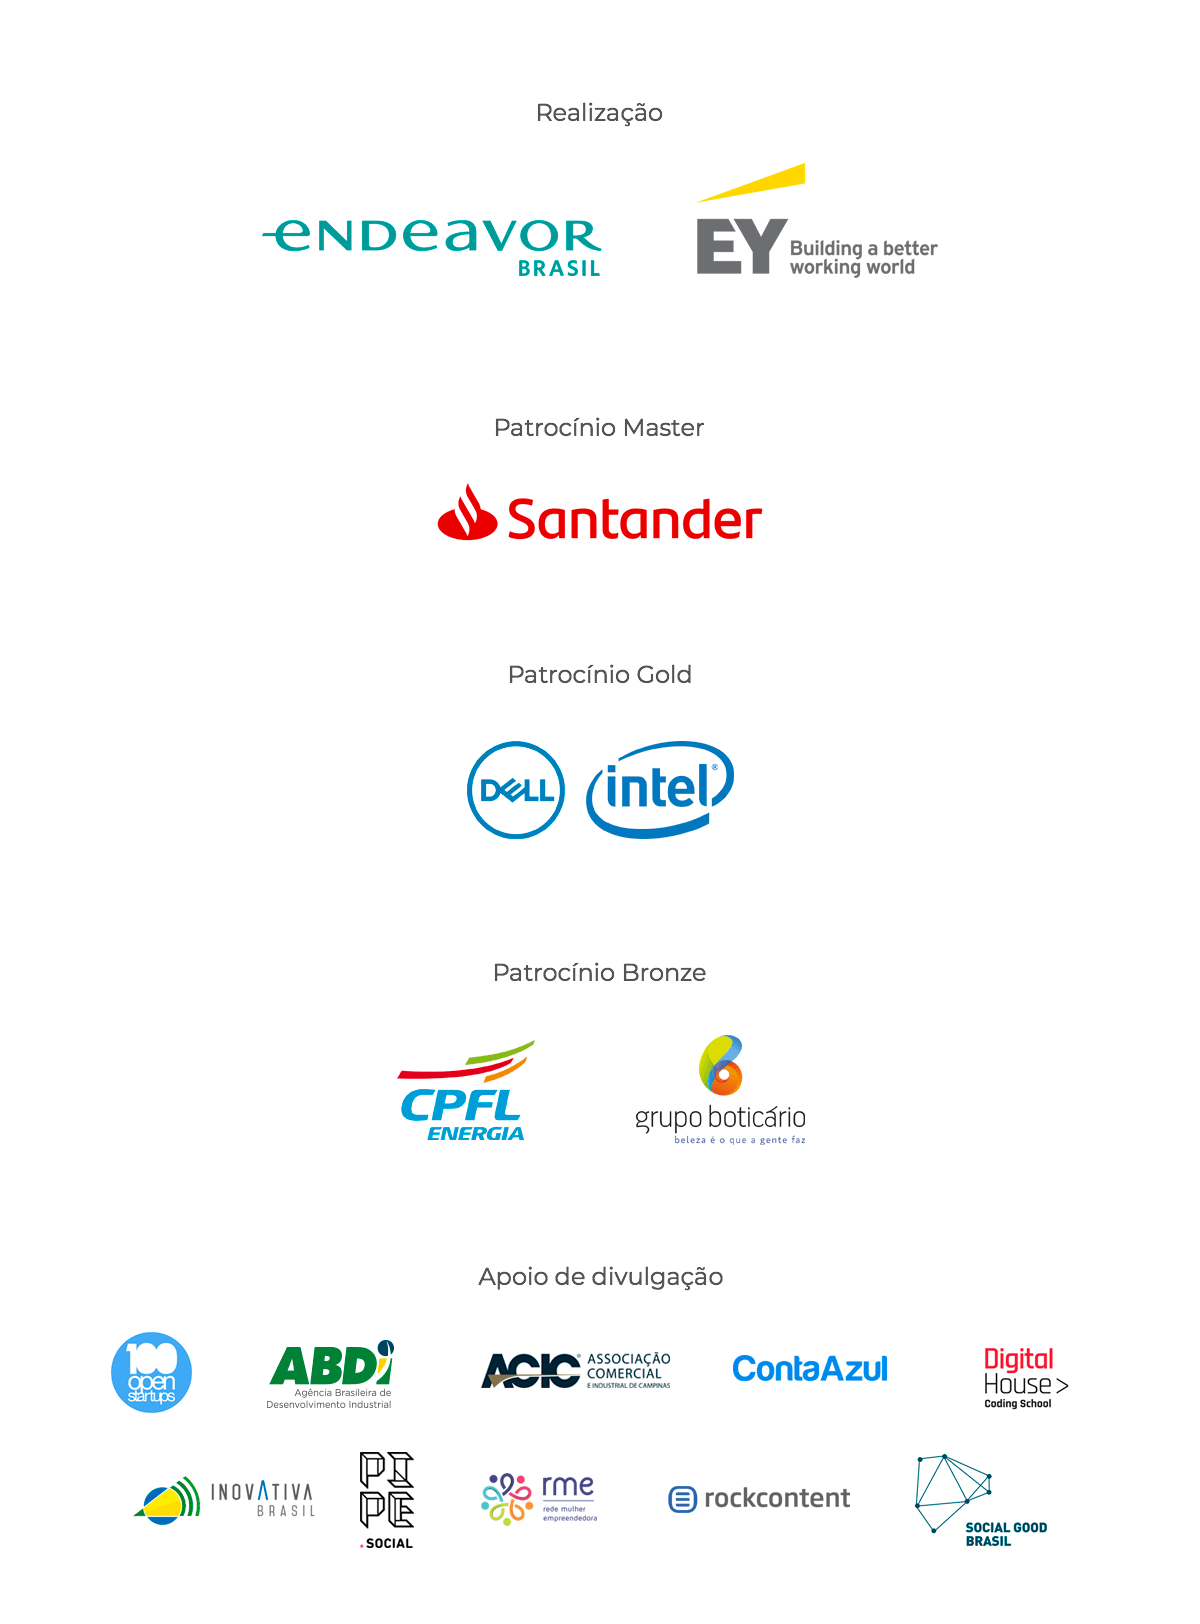 Realização
endeavor
BRASIL
EY Building a better
working world
Patrocínio Master
Santander
Patrocínio Gold
DELL intel®
Patrocínio Bronze
CPFL
ENERGIA
grupo boticário
beleza é o que a gente faz
Apoio de divulgação
100
open
startups
ABDi
Agência Brasileira de
Desenvolvimento Industrial
ACIC® ASSOCIAÇÃO
COMERCIAL
E INDUSTRIAL DE CAMPINAS
ContaAzul
Digital
House >
Coding School
INOVATIVA
BRASIL
PI
PE
.SOCIAL
rme
rede mulher
empreendedora
rockcontent
SOCIAL GOOD
BRASIL